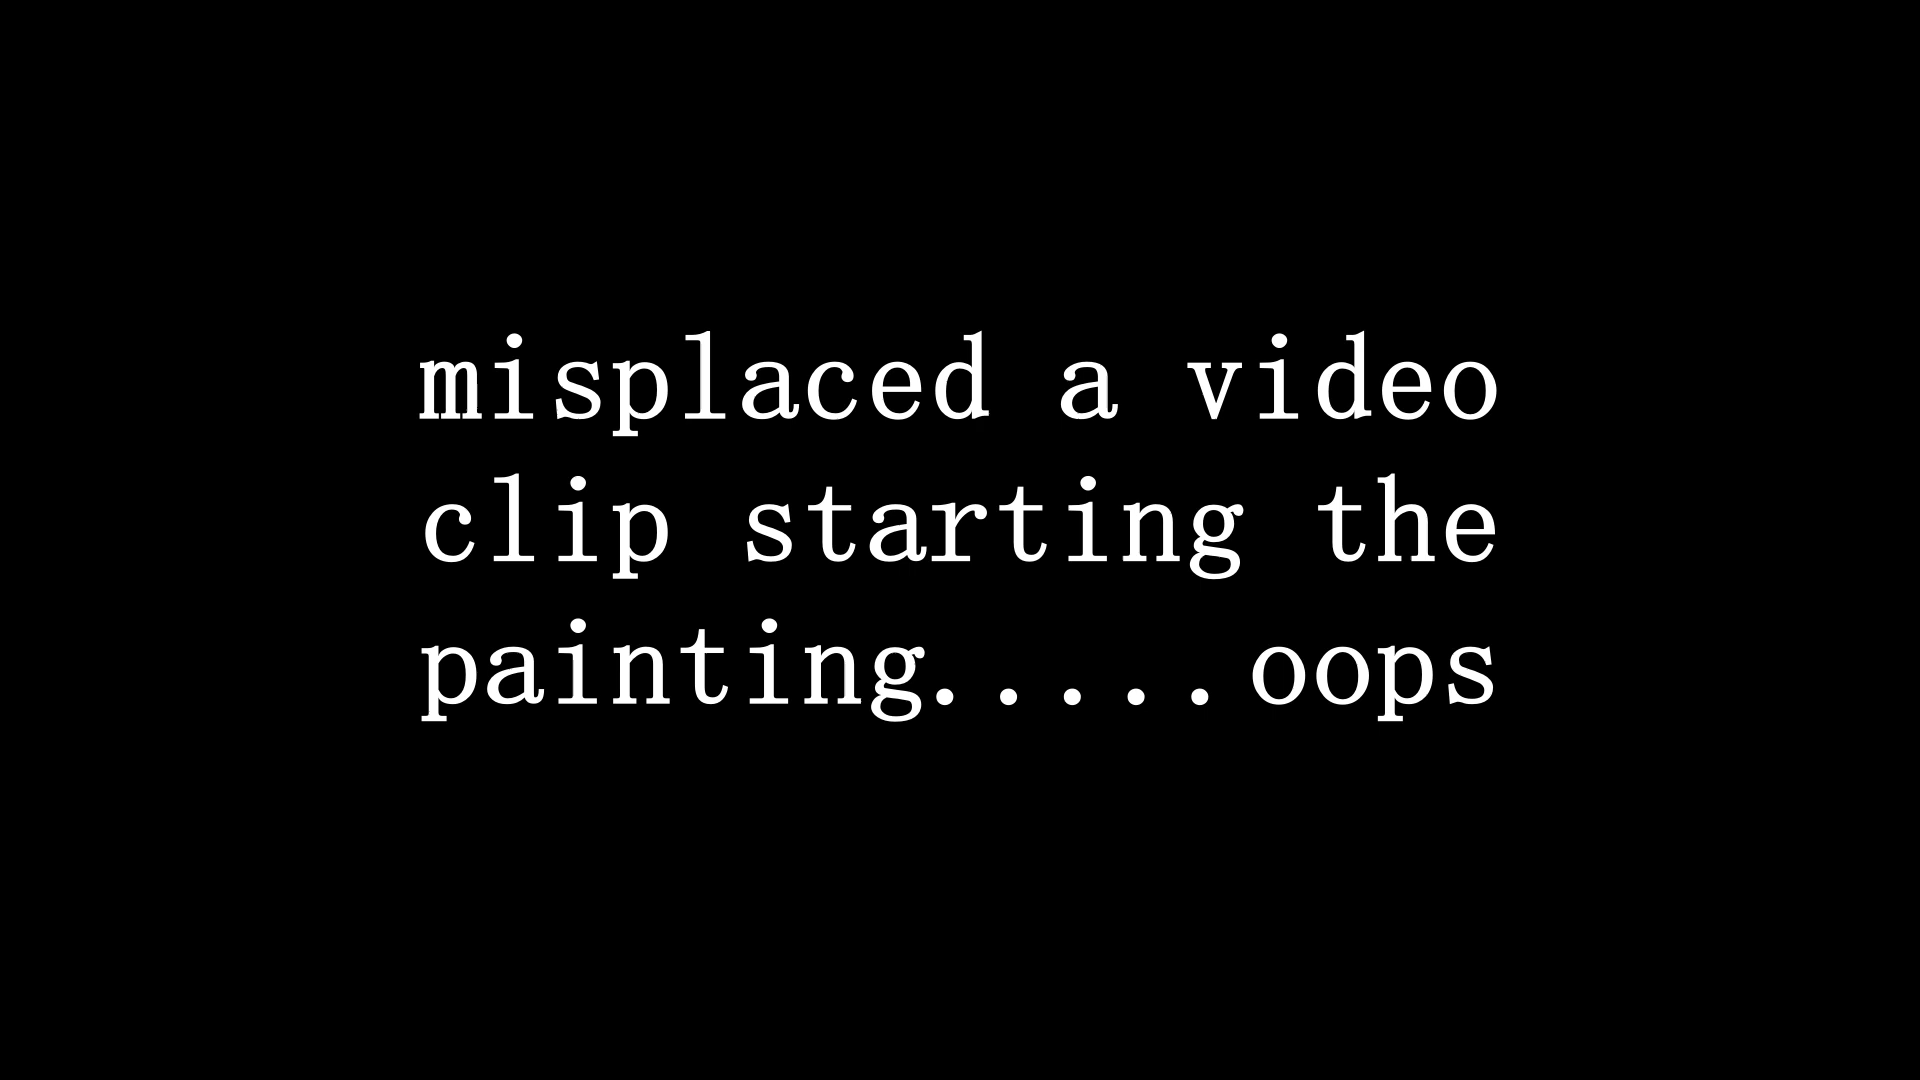 misplaced a video
clip starting the
painting.....oops